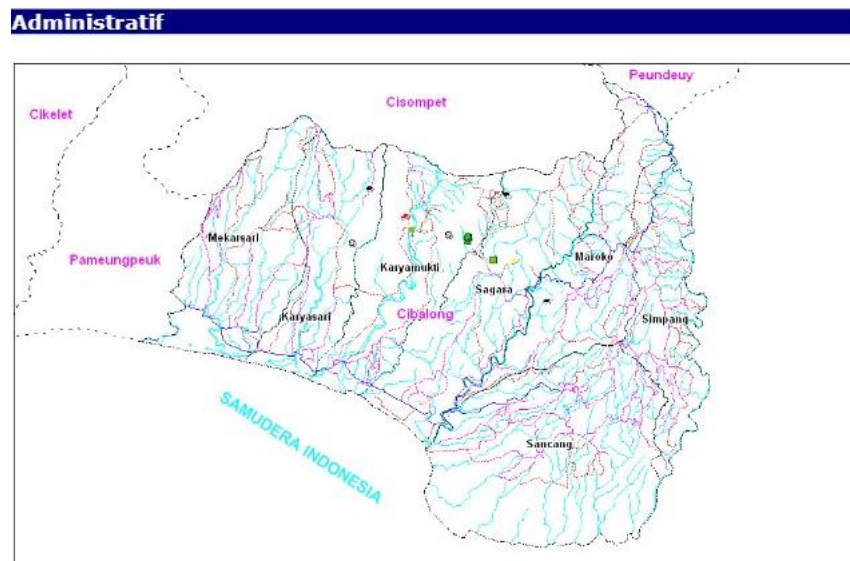 Administratif
Peundeuy
Cisompet
Cikelet
Mekarsari
Pameungpeuk
Karyamukti
Maroko
Sagara
Karyasari
Cibalong
Simpang
SAMUDERA INDONESIA
Sancang